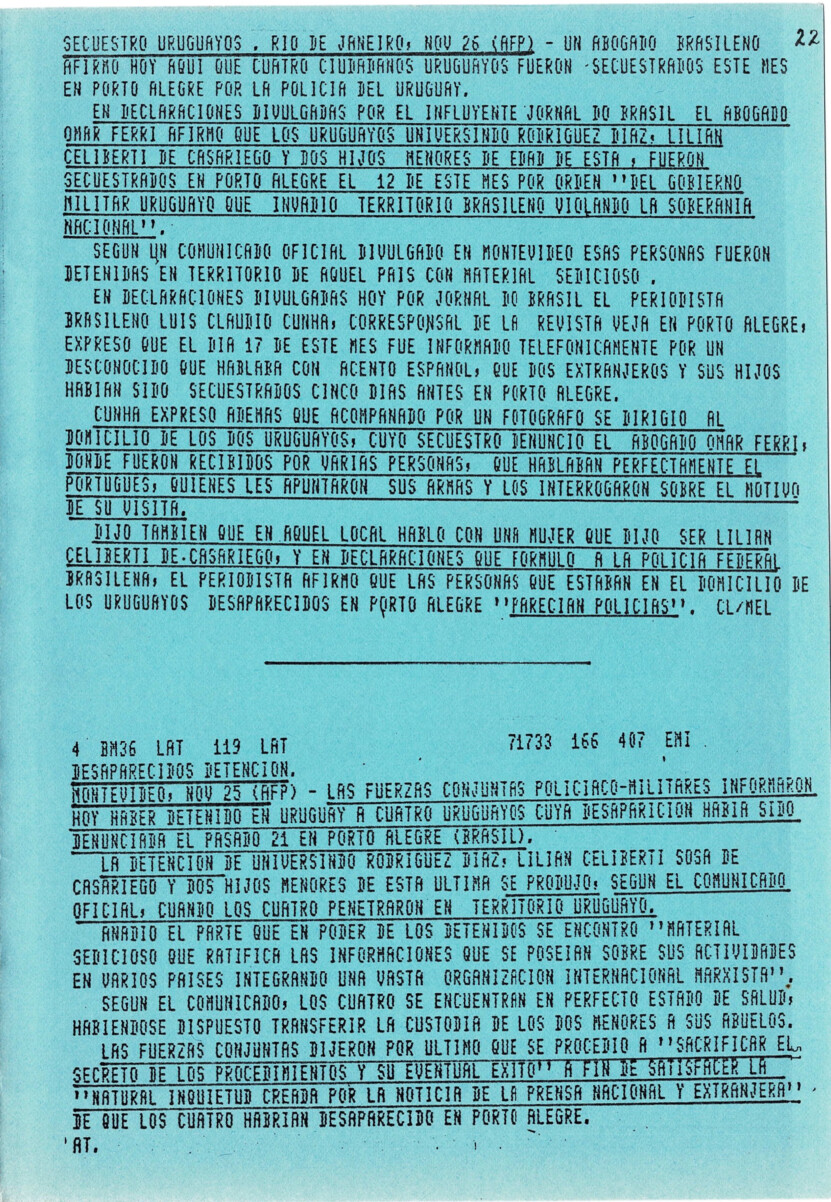 22
SECUESTRO URUGUAYOS . RIO DE JANEIRO, NOV 26 (AFP) - UN ABOGADO BRASILENO
AFIRMO HOY AQUI QUE CUATRO CIUDADANOS URUGUAYOS FUERON SECUESTRADOS ESTE MES
EN PORTO ALEGRE POR LA POLICIA DEL URUGUAY.
EN DECLARACIONES DIVULGADAS POR EL INFLUYENTE JORNAL DO BRASIL EL ABOGADO
OMAR FERRI AFIRMO QUE LOS URUGUAYOS UNIVERSINDO RODRIGUEZ DIAZ, LILIAN
CELIBERTI DE CASARIEGO Y DOS HIJOS MENORES DE EDAD DE ESTA , FUERON
SECUESTRADOS EN PORTO ALEGRE EL 12 DE ESTE MES POR ORDEN ''DEL GOBIERNO
MILITAR URUGUAYO QUE INVADIO TERRITORIO BRASILENO VIOLANDO LA SOBERANIA
NACIONAL''.
SEGUN UN COMUNICADO OFICIAL DIVULGADO EN MONTEVIDEO ESAS PERSONAS FUERON
DETENIDAS EN TERRITORIO DE AQUEL PAIS CON MATERIAL SEDICIOSO .
EN DECLARACIONES DIVULGADAS HOY POR JORNAL DO BRASIL EL PERIODISTA
BRASILENO LUIS CLAUDIO CUNHA, CORRESPONSAL DE LA REVISTA VEJA EN PORTO ALEGRE,
EXPRESO QUE EL DIA 17 DE ESTE MES FUE INFORMADO TELEFONICAMENTE POR UN
DESCONOCIDO QUE HABLABA CON ACENTO ESPANOL, QUE DOS EXTRANJEROS Y SUS HIJOS
HABIAN SIDO SECUESTRADOS CINCO DIAS ANTES EN PORTO ALEGRE.
CUNHA EXPRESO ADEMAS QUE ACOMPANADO POR UN FOTOGRAFO SE DIRIGIO AL
DOMICILIO DE LOS DOS URUGUAYOS, CUYO SECUESTRO DENUNCIO EL ABOGADO OMAR FERRI,
DONDE FUERON RECIBIDOS POR VARIAS PERSONAS, QUE HABLABAN PERFECTAMENTE EL
PORTUGUES, QUIENES LES APUNTARON SUS ARMAS Y LOS INTERROGARON SOBRE EL MOTIVO
DE SU VISITA.
DIJO TAMBIEN QUE EN AQUEL LOCAL HABLO CON UNA MUJER QUE DIJO SER LILIAN
CELIBERTI DE CASARIEGO, Y EN DECLARACIONES QUE FORMULO A LA POLICIA FEDERAL
BRASILENA, EL PERIODISTA AFIRMO QUE LAS PERSONAS QUE ESTABAN EN EL DOMICILIO DE
LOS URUGUAYOS DESAPARECIDOS EN PORTO ALEGRE ''PARECIAN POLICIAS''. CL/MEL
4 BM36 LAT 119 LAT 71733 166 407 EMI
DESAPARECIDOS DETENCION.
MONTEVIDEO, NOV 25 (AFP) - LAS FUERZAS CONJUNTAS POLICIACO-MILITARES INFORMARON
HOY HABER DETENIDO EN URUGUAY A CUATRO URUGUAYOS CUYA DESAPARICION HABIA SIDO
DENUNCIADA EL PASADO 21 EN PORTO ALEGRE (BRASIL).
LA DETENCION DE UNIVERSINDO RODRIGUEZ DIAZ, LILIAN CELIBERTI SOSA DE
CASARIEGO Y DOS HIJOS MENORES DE ESTA ULTIMA SE PRODUJO, SEGUN EL COMUNICADO
OFICIAL, CUANDO LOS CUATRO PENETRARON EN TERRITORIO URUGUAYO.
ANADIO EL PARTE QUE EN PODER DE LOS DETENIDOS SE ENCONTRO ''MATERIAL
SEDICIOSO QUE RATIFICA LAS INFORMACIONES QUE SE POSEIAN SOBRE SUS ACTIVIDADES
EN VARIOS PAISES INTEGRANDO UNA VASTA ORGANIZACION INTERNACIONAL MARXISTA''.
SEGUN EL COMUNICADO, LOS CUATRO SE ENCUENTRAN EN PERFECTO ESTADO DE SALUD,
HABIENDOSE DISPUESTO TRANSFERIR LA CUSTODIA DE LOS DOS MENORES A SUS ABUELOS.
LAS FUERZAS CONJUNTAS DIJERON POR ULTIMO QUE SE PROCEDIO A ''SACRIFICAR EL
SECRETO DE LOS PROCEDIMIENTOS Y SU EVENTUAL EXITO'' A FIN DE SATISFACER LA
''NATURAL INQUIETUD CREADA POR LA NOTICIA DE LA PRENSA NACIONAL Y EXTRANJERA''
DE QUE LOS CUATRO HABRIAN DESAPARECIDO EN PORTO ALEGRE.
AT.